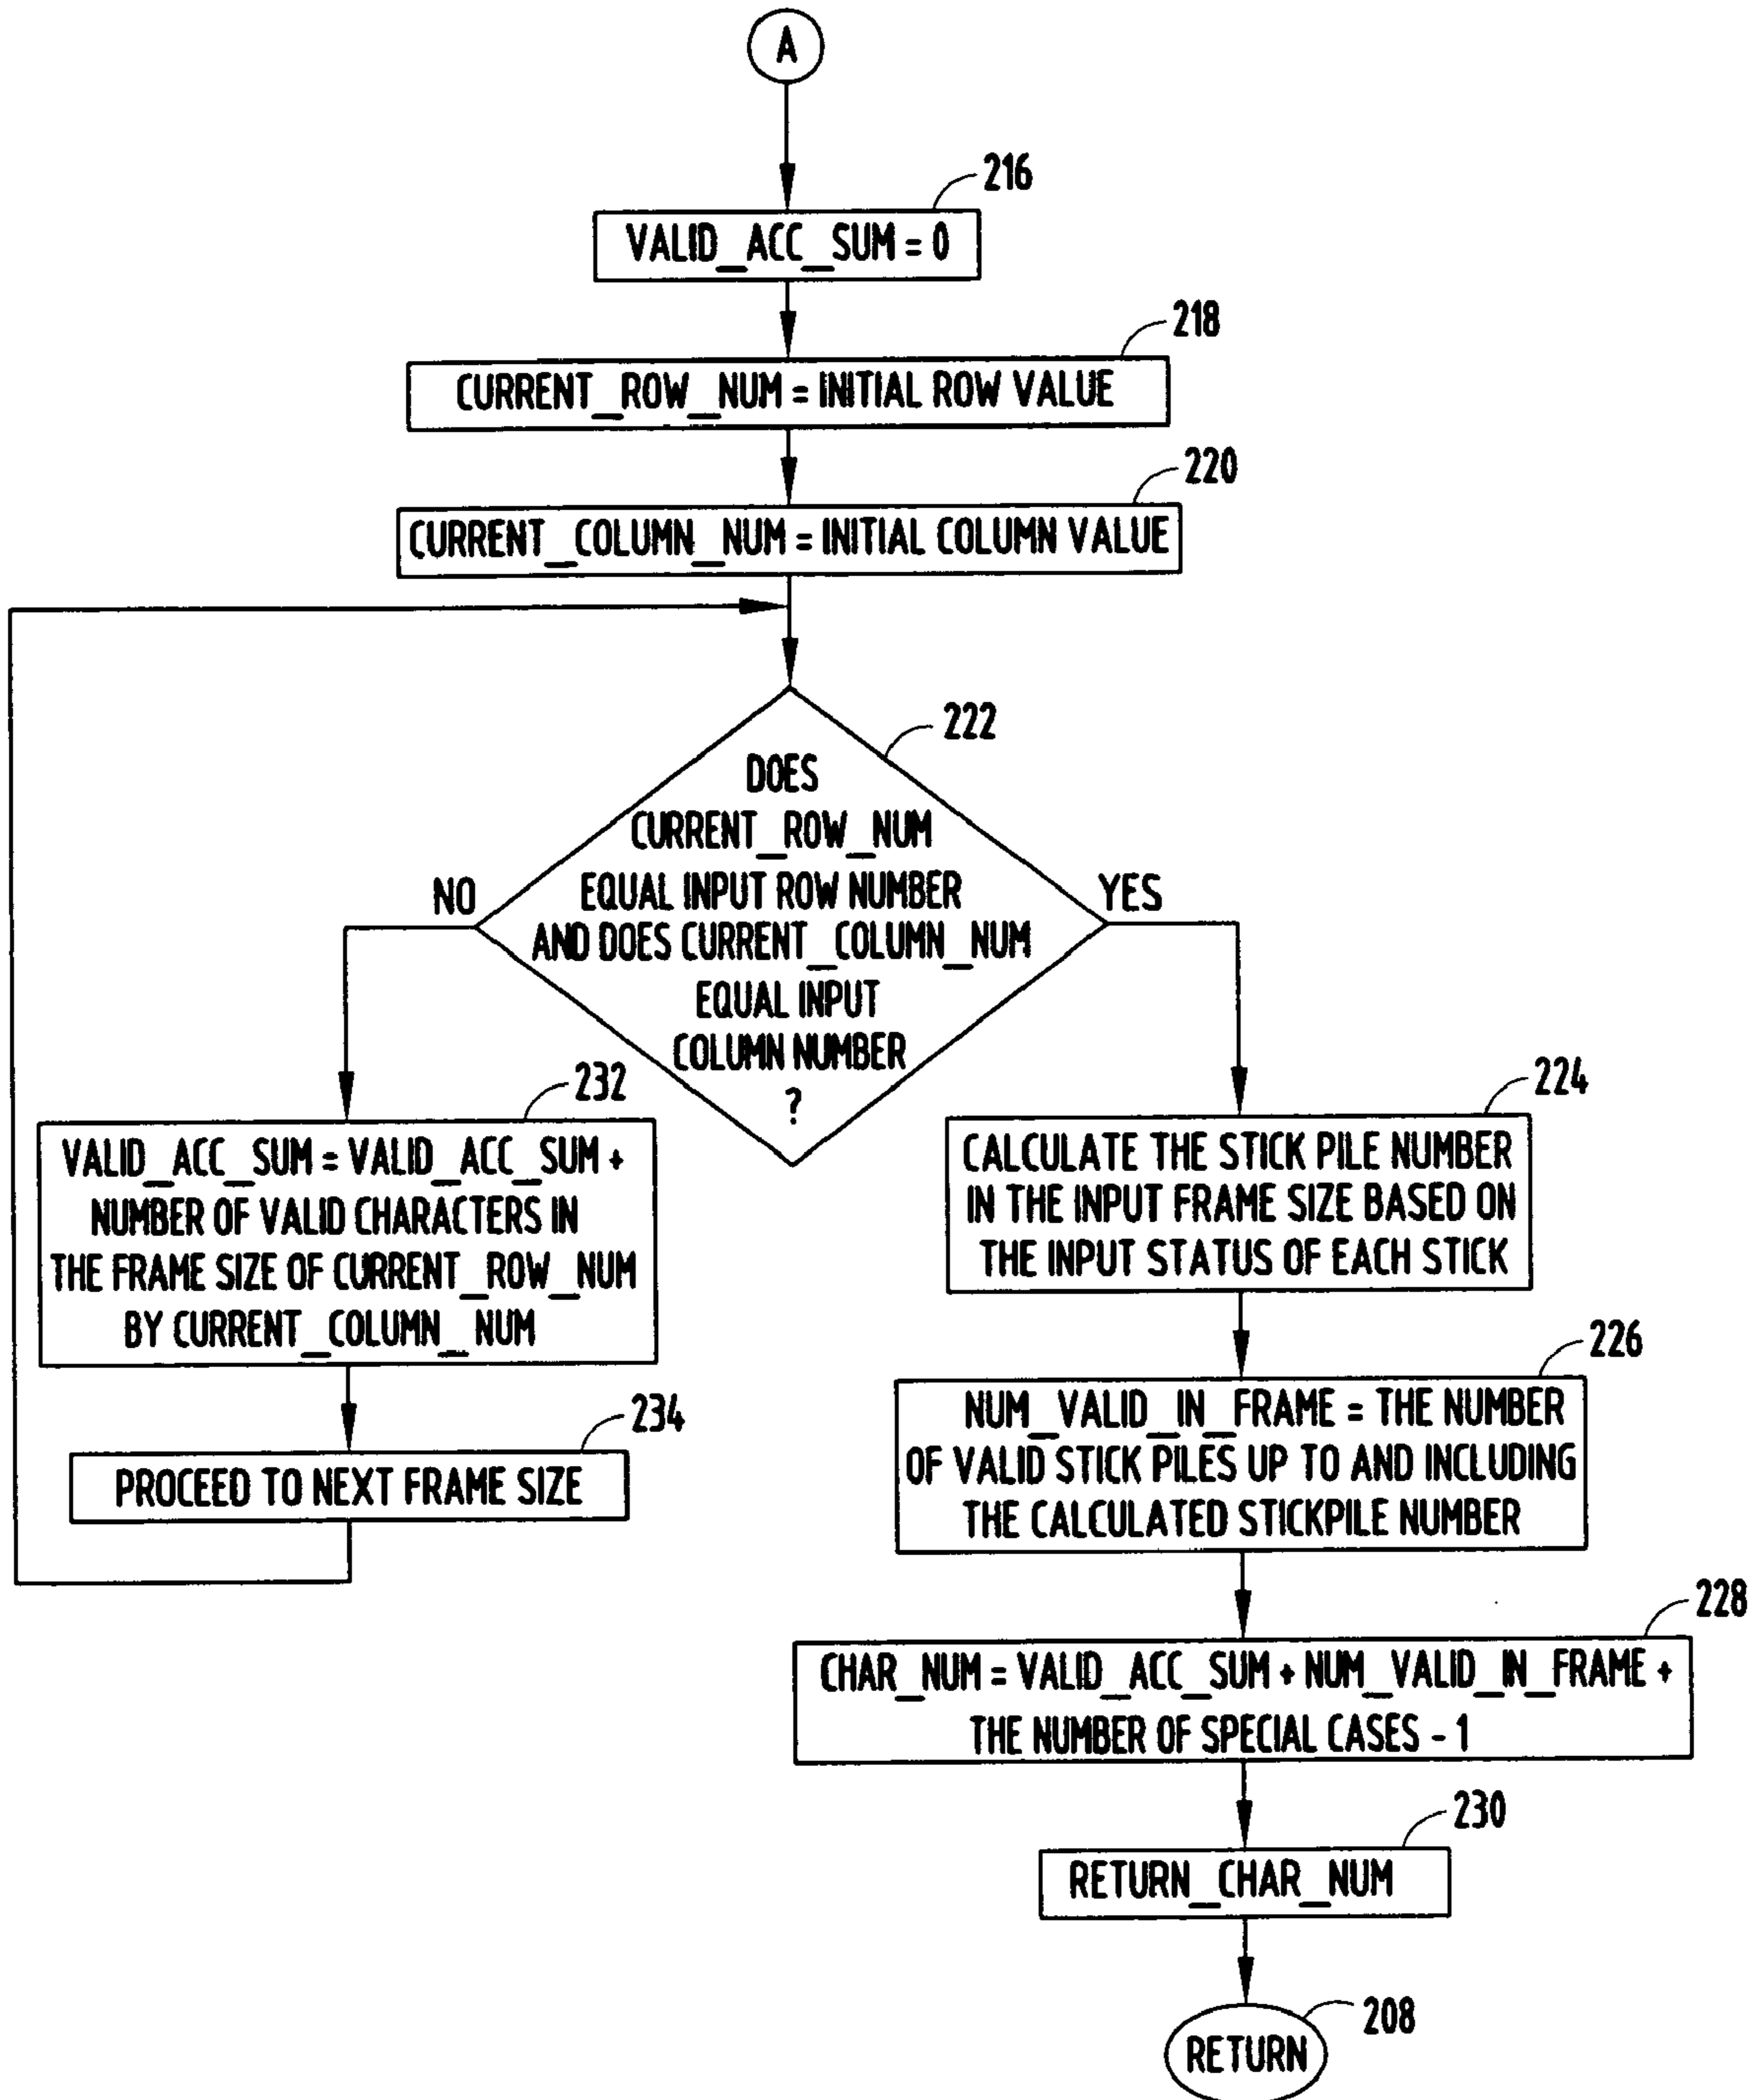 A
216
VALID_ACC_SUM = 0
218
CURRENT_ROW_NUM = INITIAL ROW VALUE
220
CURRENT_COLUMN_NUM = INITIAL COLUMN VALUE
222
DOES
CURRENT_ROW_NUM
EQUAL INPUT ROW NUMBER
AND DOES CURRENT_COLUMN_NUM
EQUAL INPUT
COLUMN NUMBER
?
NO
YES
232
VALID_ACC_SUM = VALID_ACC_SUM +
NUMBER OF VALID CHARACTERS IN
THE FRAME SIZE OF CURRENT_ROW_NUM
BY CURRENT_COLUMN_NUM
234
PROCEED TO NEXT FRAME SIZE
224
CALCULATE THE STICK PILE NUMBER
IN THE INPUT FRAME SIZE BASED ON
THE INPUT STATUS OF EACH STICK
226
NUM_VALID_IN_FRAME = THE NUMBER
OF VALID STICK PILES UP TO AND INCLUDING
THE CALCULATED STICKPILE NUMBER
228
CHAR_NUM = VALID_ACC_SUM + NUM_VALID_IN_FRAME +
THE NUMBER OF SPECIAL CASES - 1
230
RETURN_CHAR_NUM
208
RETURN